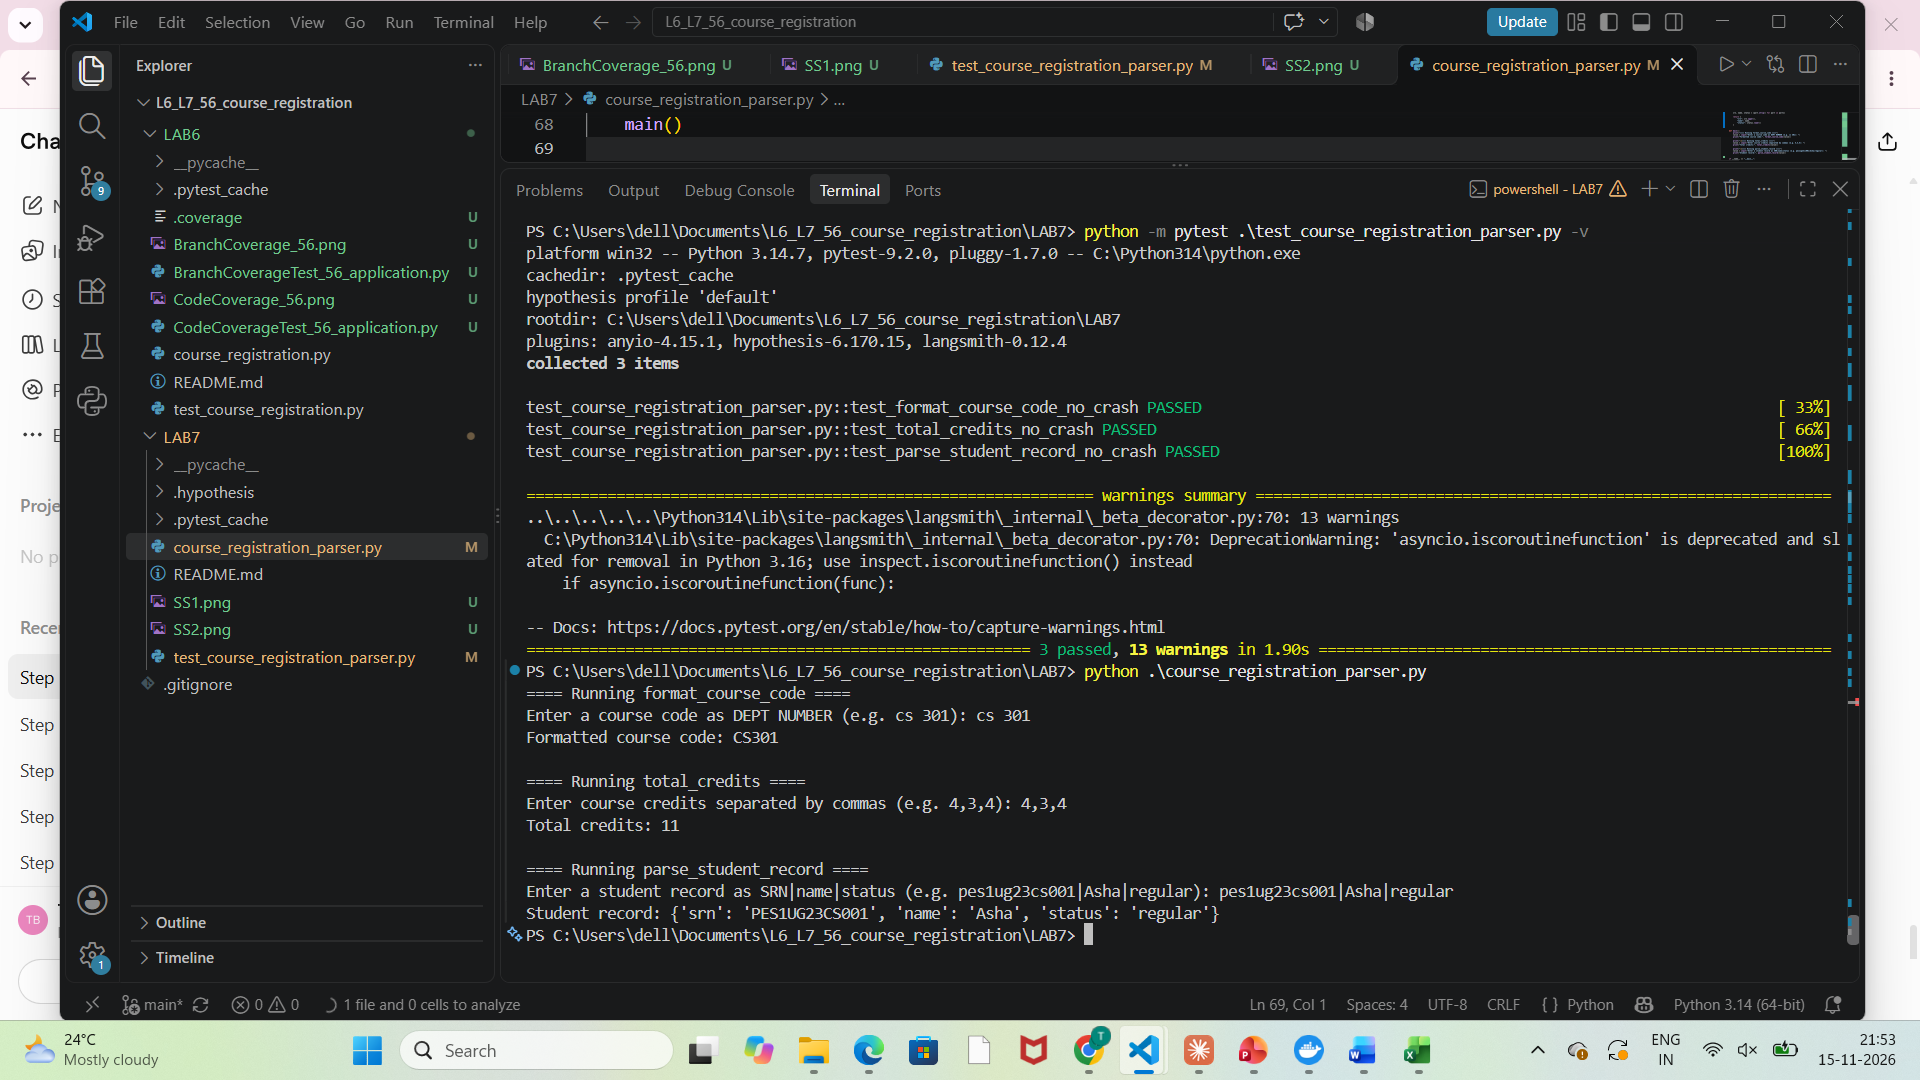 File Edit Selection View Go Run Terminal Help
L6_L7_56_course_registration
Update
Cha
Explorer
L6_L7_56_course_registration
LAB6
__pycache__
.pytest_cache
.coverage U
BranchCoverage_56.png U
BranchCoverageTest_56_application.py U
CodeCoverage_56.png U
CodeCoverageTest_56_application.py U
course_registration.py
README.md
test_course_registration.py
LAB7
__pycache__
.hypothesis
.pytest_cache
course_registration_parser.py M
README.md
SS1.png U
SS2.png U
test_course_registration_parser.py M
.gitignore
Outline
Timeline
9
1
Proje
No p
Recen
Step
Step
Step
Step
Step
TB
BranchCoverage_56.png U SS1.png U test_course_registration_parser.py M SS2.png U course_registration_parser.py M
LAB7 > course_registration_parser.py > ...
68 main()
69
Problems Output Debug Console Terminal Ports
powershell - LAB7
PS C:\Users\dell\Documents\L6_L7_56_course_registration\LAB7> python -m pytest .\test_course_registration_parser.py -v
platform win32 -- Python 3.14.7, pytest-9.2.0, pluggy-1.7.0 -- C:\Python314\python.exe
cachedir: .pytest_cache
hypothesis profile 'default'
rootdir: C:\Users\dell\Documents\L6_L7_56_course_registration\LAB7
plugins: anyio-4.15.1, hypothesis-6.170.15, langsmith-0.12.4
collected 3 items
test_course_registration_parser.py::test_format_course_code_no_crash PASSED [ 33%]
test_course_registration_parser.py::test_total_credits_no_crash PASSED [ 66%]
test_course_registration_parser.py::test_parse_student_record_no_crash PASSED [100%]
=============================================================== warnings summary ================================================================
..\..\..\..\..\Python314\Lib\site-packages\langsmith\_internal\_beta_decorator.py:70: 13 warnings
C:\Python314\Lib\site-packages\langsmith\_internal\_beta_decorator.py:70: DeprecationWarning: 'asyncio.iscoroutinefunction' is deprecated and sl
ated for removal in Python 3.16; use inspect.iscoroutinefunction() instead
if asyncio.iscoroutinefunction(func):
-- Docs: https://docs.pytest.org/en/stable/how-to/capture-warnings.html
======================================================== 3 passed, 13 warnings in 1.90s =========================================================
PS C:\Users\dell\Documents\L6_L7_56_course_registration\LAB7> python .\course_registration_parser.py
==== Running format_course_code ====
Enter a course code as DEPT NUMBER (e.g. cs 301): cs 301
Formatted course code: CS301
==== Running total_credits ====
Enter course credits separated by commas (e.g. 4,3,4): 4,3,4
Total credits: 11
==== Running parse_student_record ====
Enter a student record as SRN|name|status (e.g. pes1ug23cs001|Asha|regular): pes1ug23cs001|Asha|regular
Student record: {'srn': 'PES1UG23CS001', 'name': 'Asha', 'status': 'regular'}
PS C:\Users\dell\Documents\L6_L7_56_course_registration\LAB7>
main* 0 0 1 file and 0 cells to analyze
Ln 69, Col 1 Spaces: 4 UTF-8 CRLF {} Python Python 3.14 (64-bit)
24°C
Mostly cloudy
Search
ENG
IN
21:53
15-11-2026